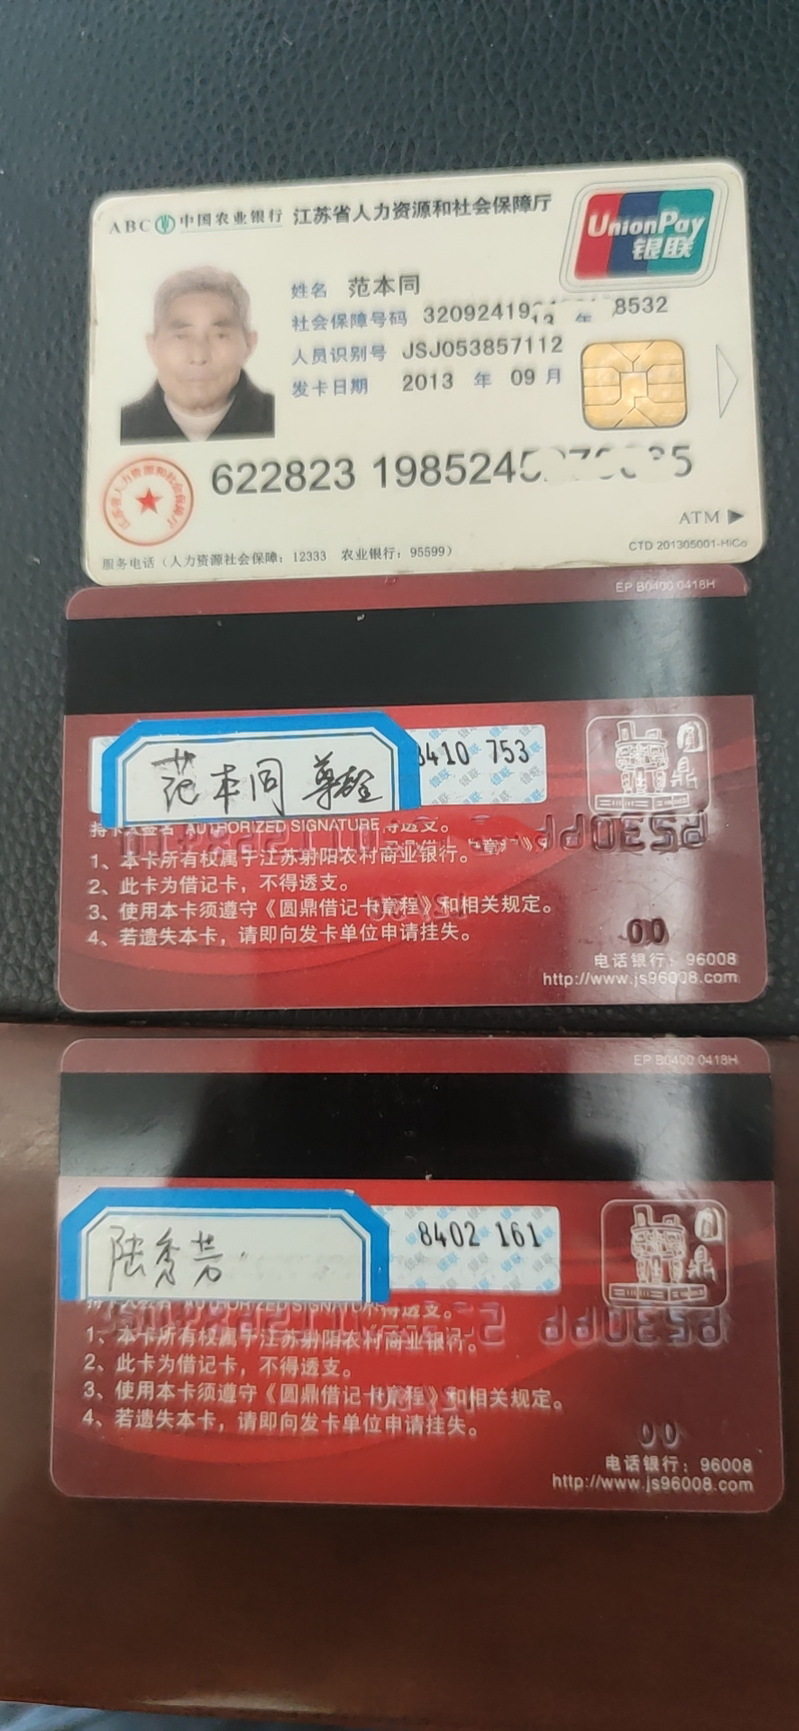 ABC 中国农业银行 江苏省人力资源和社会保障厅
UnionPay
银联
姓名 范本同
社会保障号码
人员识别号 JSJ053857112
发卡日期 2013 年 09 月
622823
ATM
服务电话（人力资源社会保障：12333 农业银行：95599）
CTD 201305001-HiCo
EP B0400 0418H
范本同
8410 753
圆鼎
持卡人签名 AUTHORIZED SIGNATURE
1、本卡所有权属于江苏射阳农村商业银行。
2、此卡为借记卡，不得透支。
3、使用本卡须遵守《圆鼎借记卡章程》和相关规定。
4、若遗失本卡，请即向发卡单位申请挂失。
电话银行：96008
http://www.js96008.com
EP B0400 0418H
陆秀芳
8402 161
圆鼎
1、本卡所有权属于江苏射阳农村商业银行。
2、此卡为借记卡，不得透支。
3、使用本卡须遵守《圆鼎借记卡章程》和相关规定。
4、若遗失本卡，请即向发卡单位申请挂失。
电话银行：96008
http://www.js96008.com